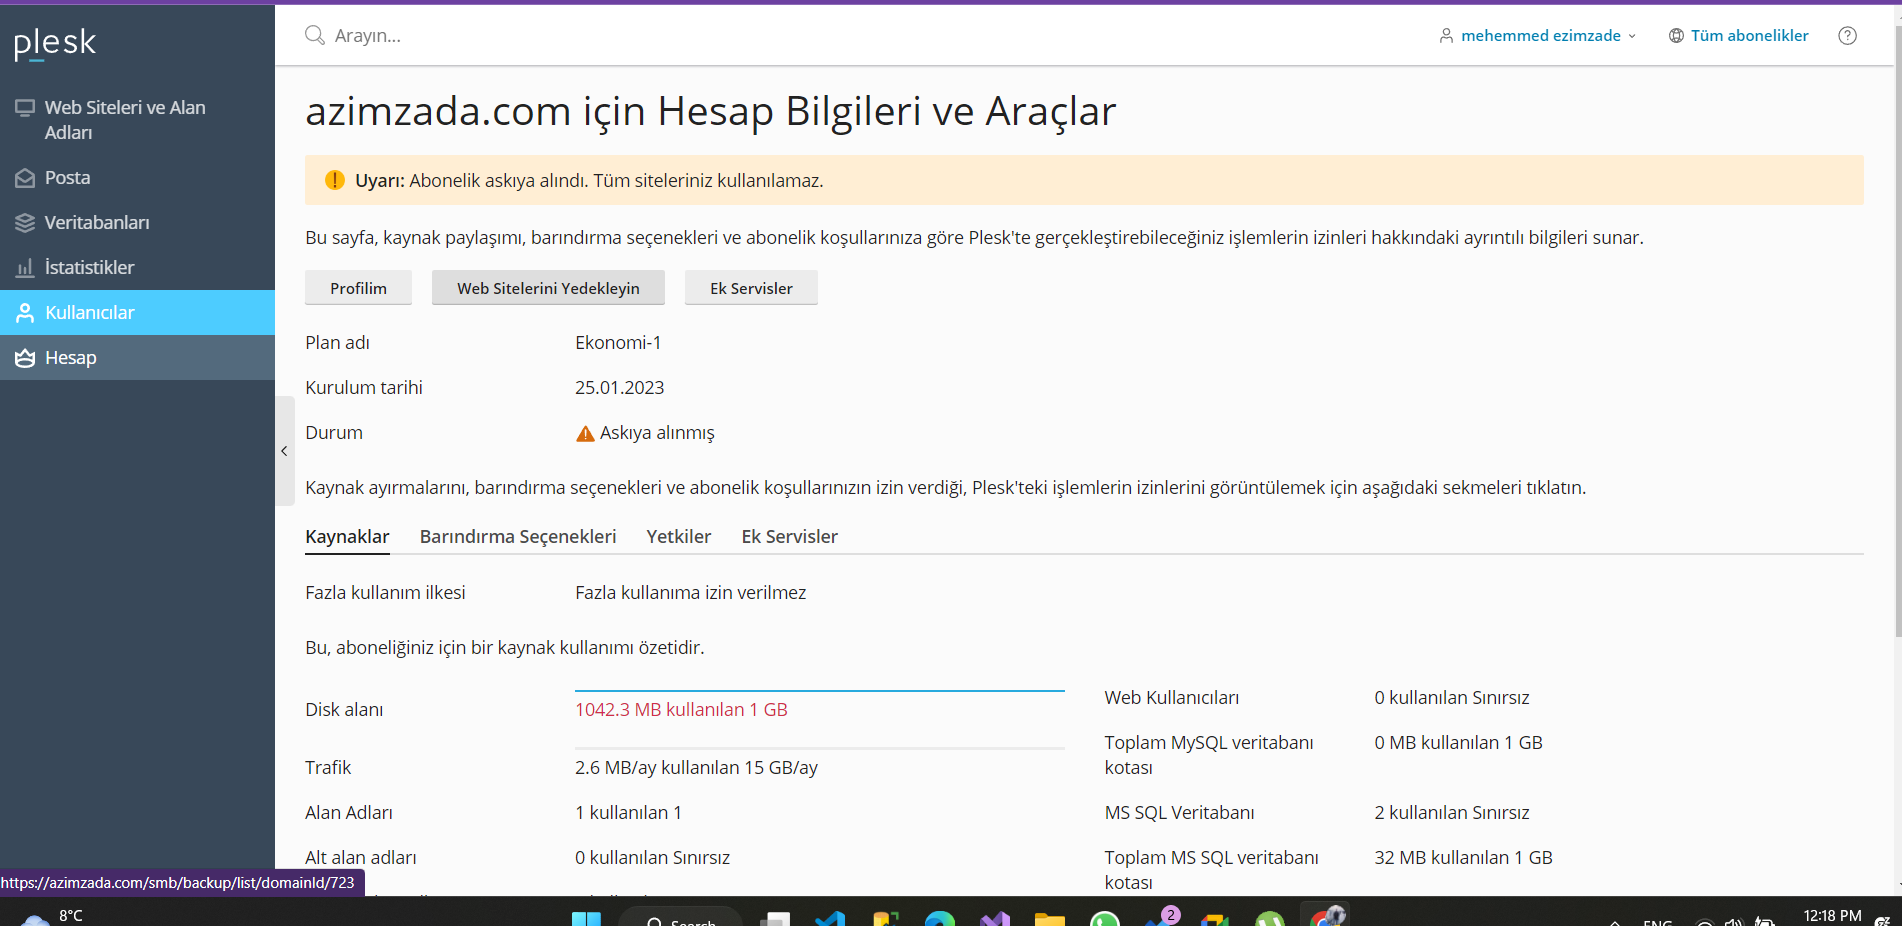 plesk
Arayın...
mehemmed ezimzade
Tüm abonelikler
Web Siteleri ve Alan
Adları
Posta
Veritabanları
İstatistikler
Kullanıcılar
Hesap
azimzada.com için Hesap Bilgileri ve Araçlar
Uyarı: Abonelik askıya alındı. Tüm siteleriniz kullanılamaz.
Bu sayfa, kaynak paylaşımı, barındırma seçenekleri ve abonelik koşullarınıza göre Plesk'te gerçekleştirebileceğiniz işlemlerin izinleri hakkındaki ayrıntılı bilgileri sunar.
Profilim
Web Sitelerini Yedekleyin
Ek Servisler
Plan adı
Ekonomi-1
Kurulum tarihi
25.01.2023
Durum
Askıya alınmış
Kaynak ayırmalarını, barındırma seçenekleri ve abonelik koşullarınızın izin verdiği, Plesk'teki işlemlerin izinlerini görüntülemek için aşağıdaki sekmeleri tıklatın.
Kaynaklar
Barındırma Seçenekleri
Yetkiler
Ek Servisler
Fazla kullanım ilkesi
Fazla kullanıma izin verilmez
Bu, aboneliğiniz için bir kaynak kullanımı özetidir.
Disk alanı
1042.3 MB kullanılan 1 GB
Trafik
2.6 MB/ay kullanılan 15 GB/ay
Alan Adları
1 kullanılan 1
Alt alan adları
0 kullanılan Sınırsız
Web Kullanıcıları
0 kullanılan Sınırsız
Toplam MySQL veritabanı
kotası
0 MB kullanılan 1 GB
MS SQL Veritabanı
2 kullanılan Sınırsız
Toplam MS SQL veritabanı
kotası
32 MB kullanılan 1 GB
https://azimzada.com/smb/backup/list/domainId/723
8°C
Search
2
ENG
12:18 PM